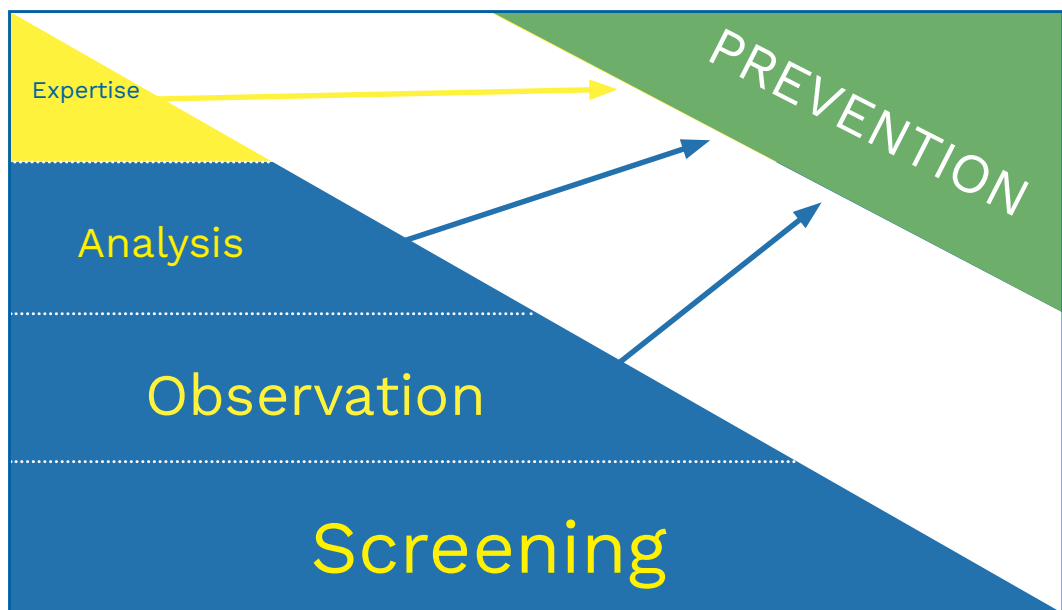 Expertise
PREVENTION
Analysis
Observation
Screening